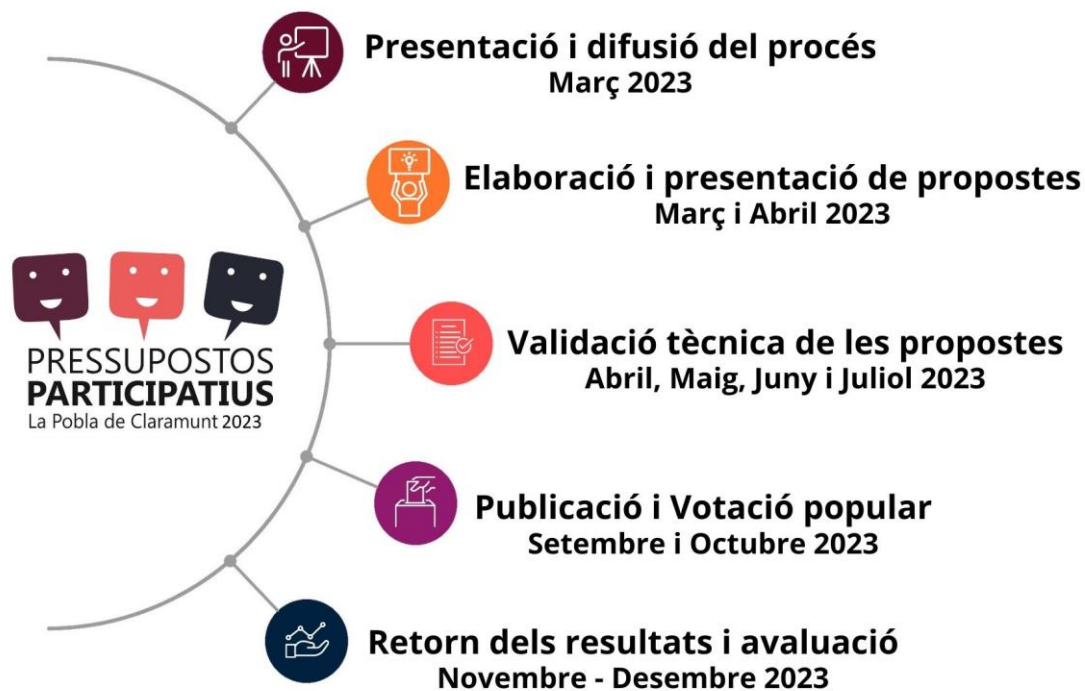 Presentació i difusió del procés
Març 2023
Elaboració i presentació de propostes
Març i Abril 2023
PRESSUPOSTOS
PARTICIPATIUS
La Pobla de Claramunt 2023
Validació tècnica de les propostes
Abril, Maig, Juny i Juliol 2023
Publicació i Votació popular
Setembre i Octubre 2023
Retorn dels resultats i avaluació
Novembre - Desembre 2023